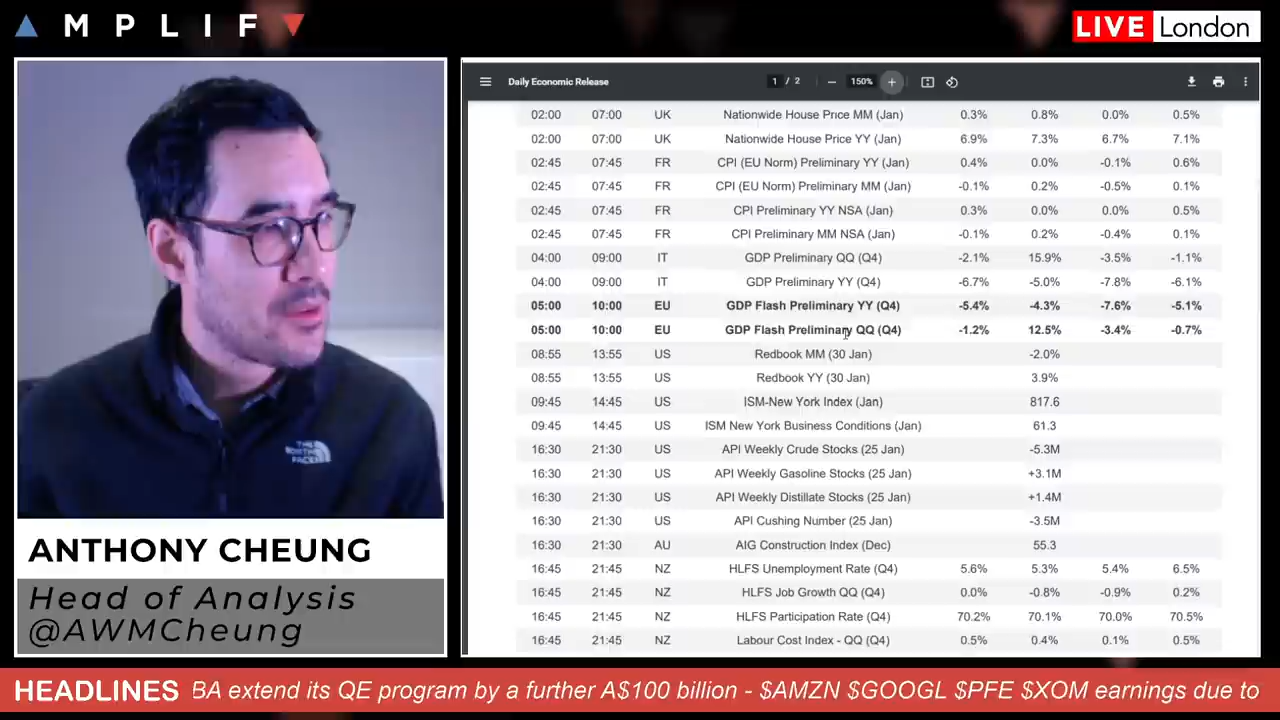 AMPLIFY
LIVE London
Daily Economic Release
1 / 2
150%
02:00 07:00 UK Nationwide House Price MM (Jan) 0.3% 0.8% 0.0% 0.5%
02:00 07:00 UK Nationwide House Price YY (Jan) 6.9% 7.3% 6.7% 7.1%
02:45 07:45 FR CPI (EU Norm) Preliminary YY (Jan) 0.4% 0.0% -0.1% 0.6%
02:45 07:45 FR CPI (EU Norm) Preliminary MM (Jan) -0.1% 0.2% -0.5% 0.1%
02:45 07:45 FR CPI Preliminary YY NSA (Jan) 0.3% 0.0% 0.0% 0.5%
02:45 07:45 FR CPI Preliminary MM NSA (Jan) -0.1% 0.2% -0.4% 0.1%
04:00 09:00 IT GDP Preliminary QQ (Q4) -2.1% 15.9% -3.5% -1.1%
04:00 09:00 IT GDP Preliminary YY (Q4) -6.7% -5.0% -7.8% -6.1%
05:00 10:00 EU GDP Flash Preliminary YY (Q4) -5.4% -4.3% -7.6% -5.1%
05:00 10:00 EU GDP Flash Preliminary QQ (Q4) -1.2% 12.5% -3.4% -0.7%
08:55 13:55 US Redbook MM (30 Jan) -2.0%
08:55 13:55 US Redbook YY (30 Jan) 3.9%
09:45 14:45 US ISM-New York Index (Jan) 817.6
09:45 14:45 US ISM New York Business Conditions (Jan) 61.3
16:30 21:30 US API Weekly Crude Stocks (25 Jan) -5.3M
16:30 21:30 US API Weekly Gasoline Stocks (25 Jan) +3.1M
16:30 21:30 US API Weekly Distillate Stocks (25 Jan) +1.4M
16:30 21:30 US API Cushing Number (25 Jan) -3.5M
16:30 21:30 AU AIG Construction Index (Dec) 55.3
16:45 21:45 NZ HLFS Unemployment Rate (Q4) 5.6% 5.3% 5.4% 6.5%
16:45 21:45 NZ HLFS Job Growth QQ (Q4) 0.0% -0.8% -0.9% 0.2%
16:45 21:45 NZ HLFS Participation Rate (Q4) 70.2% 70.1% 70.0% 70.5%
16:45 21:45 NZ Labour Cost Index - QQ (Q4) 0.5% 0.4% 0.1% 0.5%
THE
NORTH
FACE
ANTHONY CHEUNG
Head of Analysis
@AWMCheung
HEADLINES BA extend its QE program by a further A$100 billion - $AMZN $GOOGL $PFE $XOM earnings due to